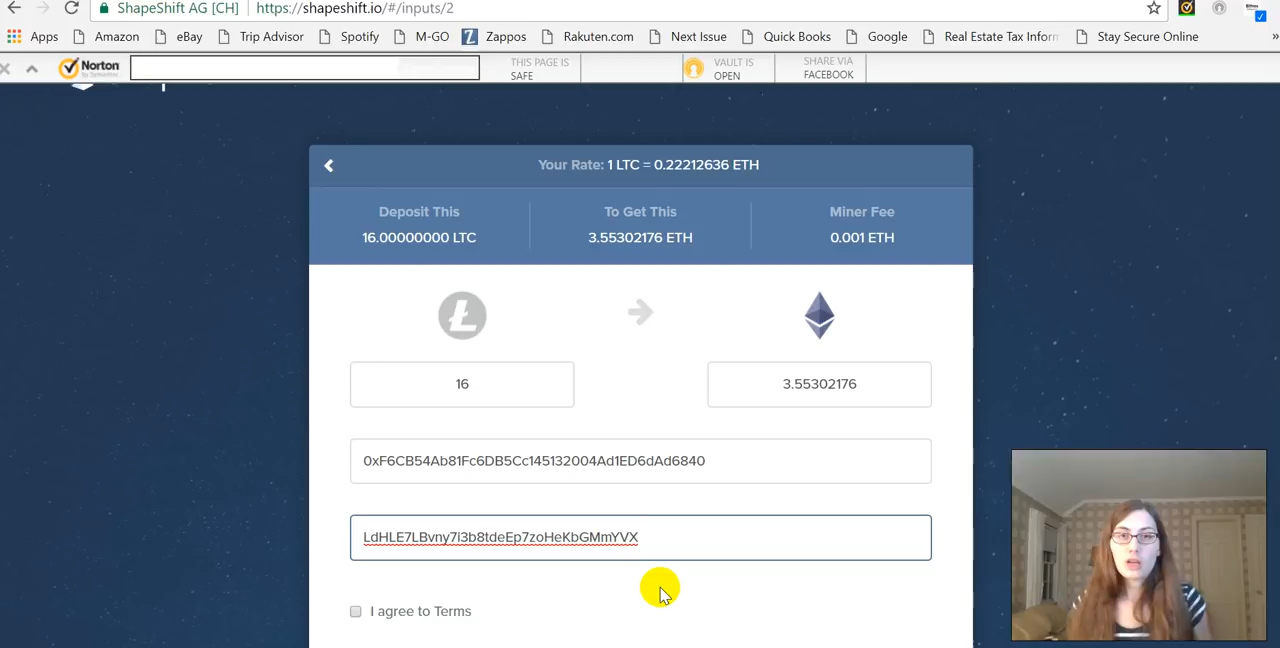 ShapeShift AG [CH] https://shapeshift.io/#/inputs/2
Apps Amazon eBay Trip Advisor Spotify M-GO Zappos Rakuten.com Next Issue Quick Books Google Real Estate Tax Inform Stay Secure Online »
Norton THIS PAGE IS VAULT IS SHARE VIA
by Symantec SAFE OPEN FACEBOOK
Your Rate: 1 LTC = 0.22212636 ETH
Deposit This To Get This Miner Fee
16.00000000 LTC 3.55302176 ETH 0.001 ETH
16 3.55302176
0xF6CB54Ab81Fc6DB5Cc145132004Ad1ED6dAd6840
LdHLE7LBvny7i3b8tdeEp7zoHeKbGMmYVX
I agree to Terms